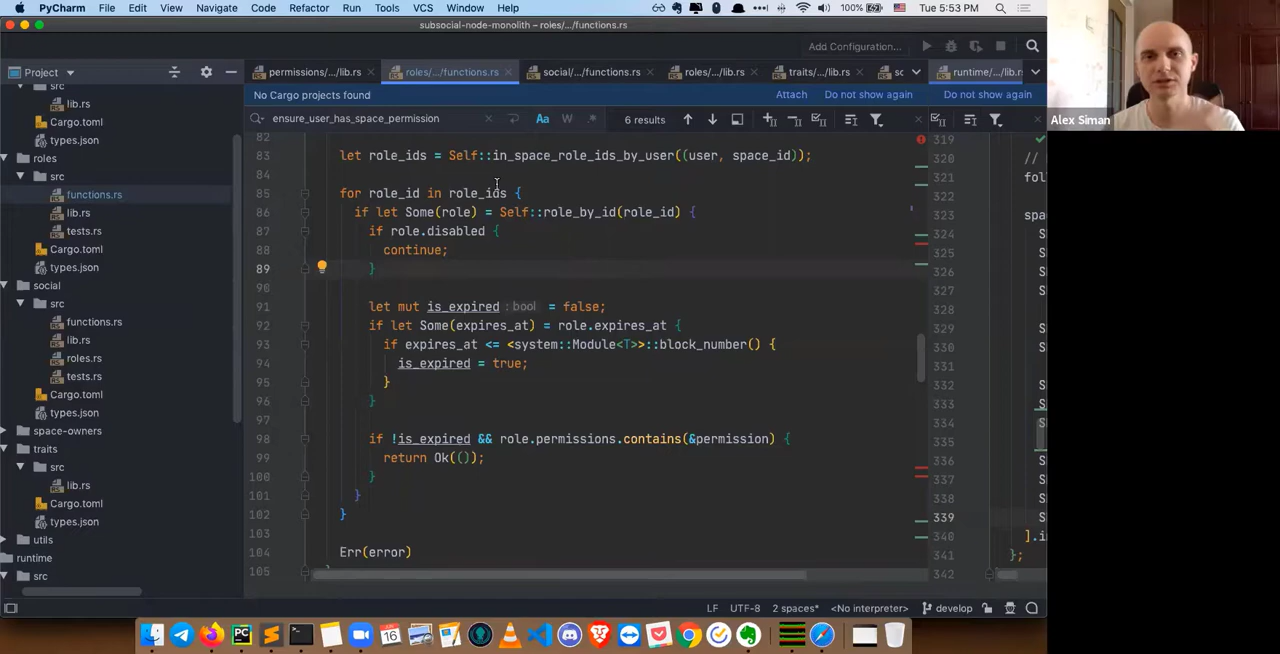 PyCharm File Edit View Navigate Code Refactor Run Tools VCS Window Help 100% Tue 5:53 PM
subsocial-node-monolith – roles/.../functions.rs
Add Configuration...
Project permissions/.../lib.rs roles/.../functions.rs social/.../functions.rs roles/.../lib.rs traits/.../lib.rs sc runtime/.../lib.rs
src No Cargo projects found Attach Do not show again Do not show again
lib.rs ensure_user_has_space_permission Aa W .* 6 results
Cargo.toml
types.json
roles
src
functions.rs
lib.rs
tests.rs
Cargo.toml
types.json
social
src
functions.rs
lib.rs
roles.rs
tests.rs
Cargo.toml
types.json
space-owners
traits
src
lib.rs
Cargo.toml
types.json
utils
runtime
src
82
83 let role_ids = Self::in_space_role_ids_by_user((user, space_id));
84
85 for role_id in role_ids {
86 if let Some(role) = Self::role_by_id(role_id) {
87 if role.disabled {
88 continue;
89 }
90
91 let mut is_expired : bool = false;
92 if let Some(expires_at) = role.expires_at {
93 if expires_at <= <system::Module<T>>::block_number() {
94 is_expired = true;
95 }
96 }
97
98 if !is_expired && role.permissions.contains(&permission) {
99 return Ok(());
100 }
101 }
102 }
103
104 Err(error)
105
319
320 //
321 fol
322
323 spac
324 S
325 S
326 S
327
328 S
329 S
330 S
331
332 S
333 S
334 S
335
336 S
337 S
338 S
339 S
340 ].in
341 };
342
LF UTF-8 2 spaces* <No interpreter> develop
16
Alex Siman